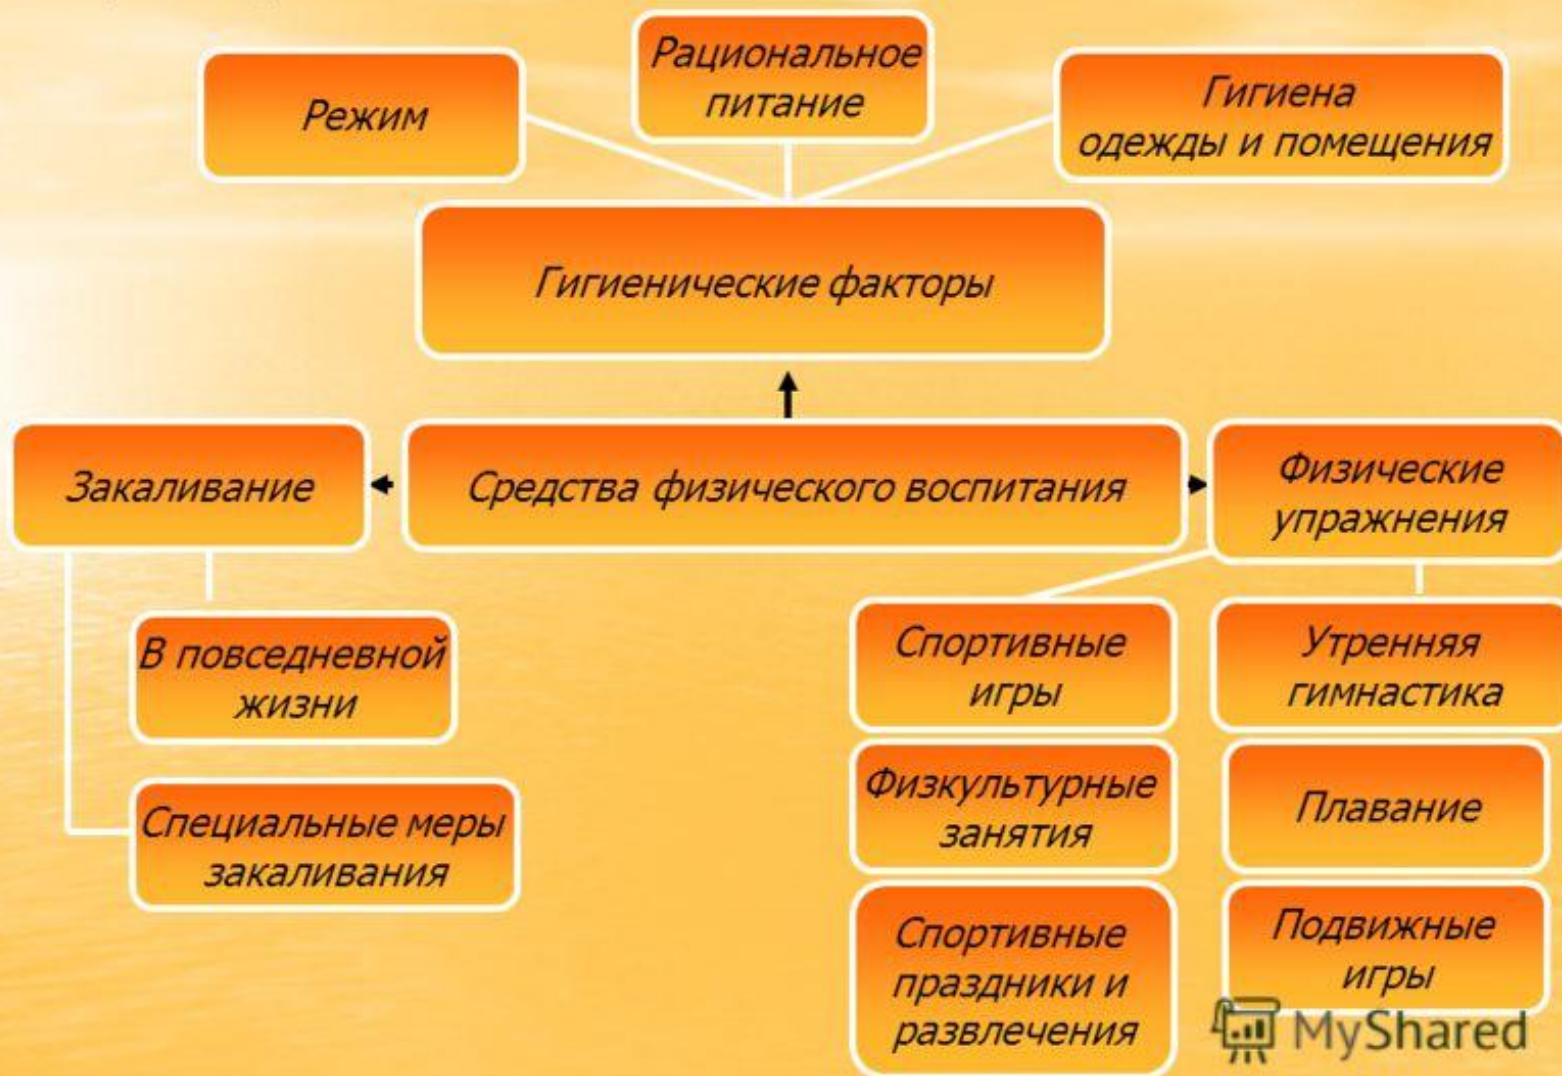 Рациональное
питание
Режим
Гигиена
одежды и помещения
Гигиенические факторы
Закаливание
Средства физического воспитания
Физические
упражнения
В повседневной
жизни
Специальные меры
закаливания
Спортивные
игры
Утренняя
гимнастика
Физкультурные
занятия
Плавание
Спортивные
праздники и
развлечения
Подвижные
игры
MyShared